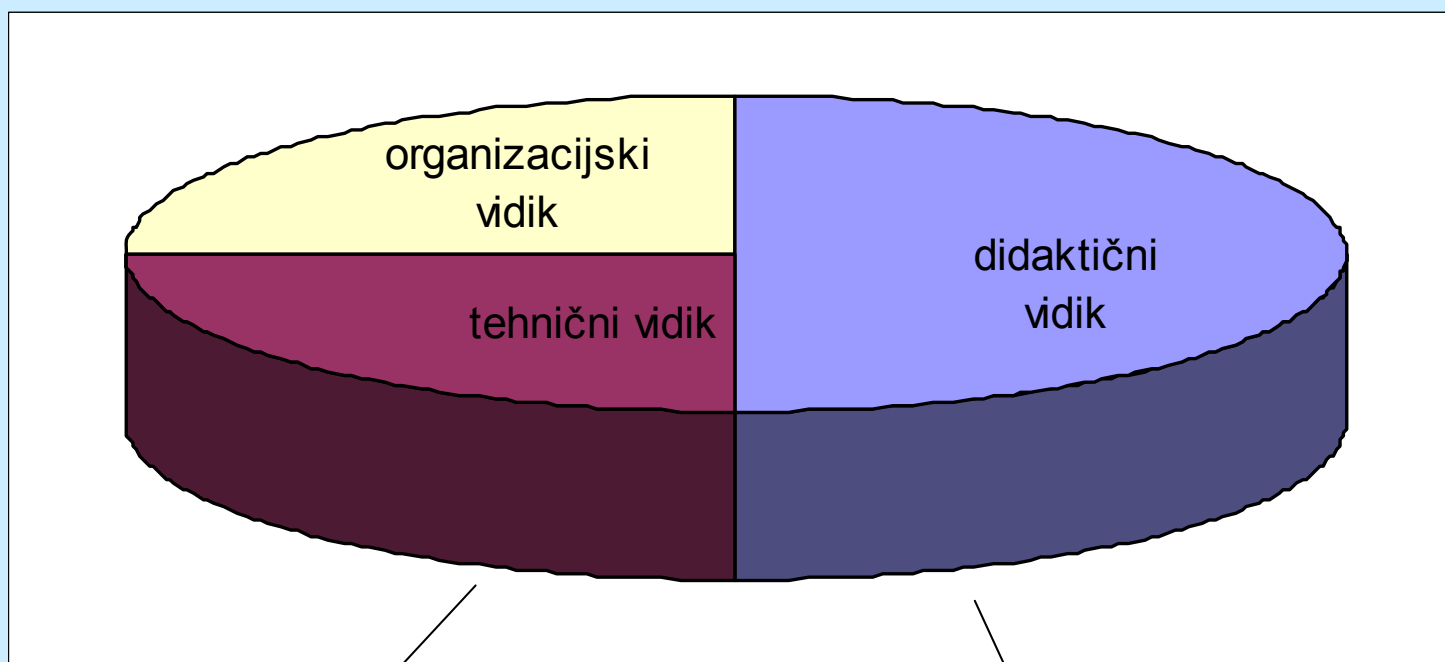 organizacijski
vidik
didaktični
vidik
tehnični vidik